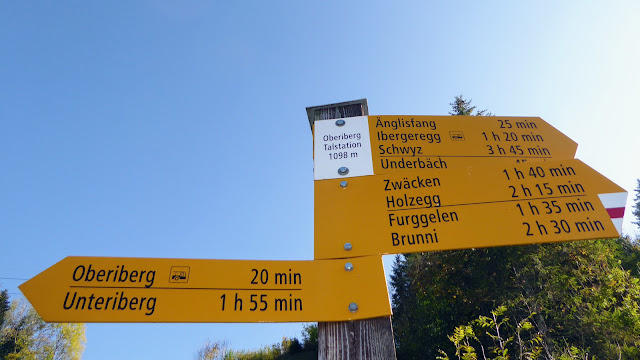 Oberiberg
Talstation
1098 m
Änglisfang 25 min
Ibergeregg 1 h 20 min
Schwyz 3 h 45 min
Underbäch
Zwäcken 1 h 40 min
Holzegg 2 h 15 min
Furggelen 1 h 35 min
Brunni 2 h 30 min
Oberiberg 20 min
Unteriberg 1 h 55 min